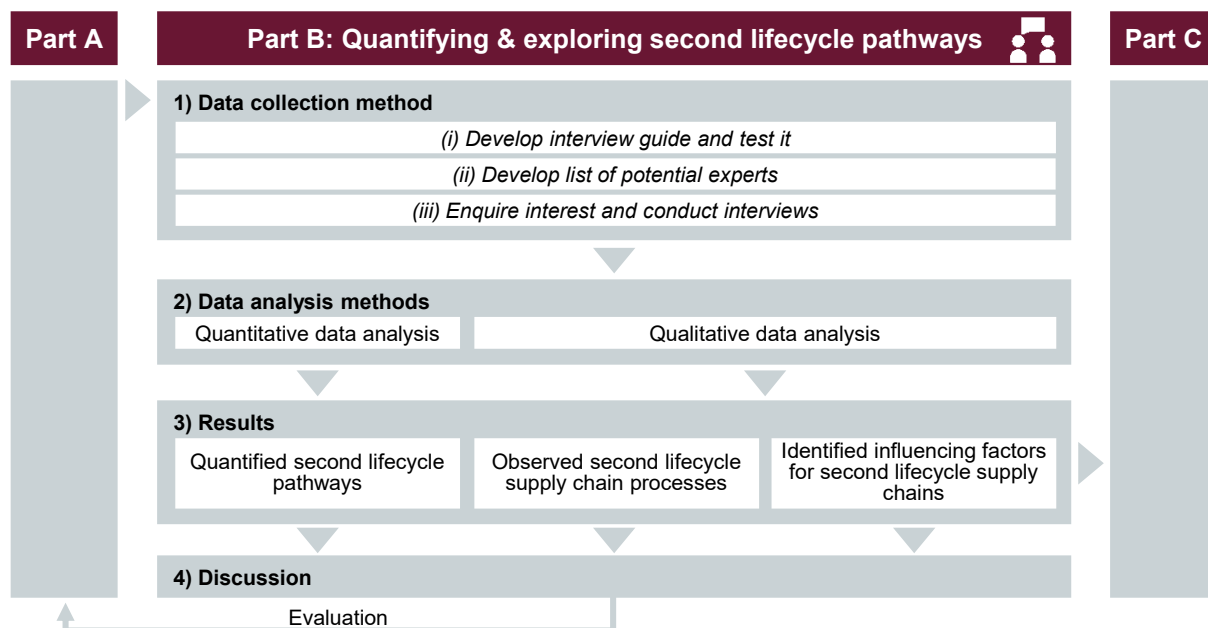 Part A
Part B: Quantifying & exploring second lifecycle pathways
Part C
1) Data collection method
(i) Develop interview guide and test it
(ii) Develop list of potential experts
(iii) Enquire interest and conduct interviews
2) Data analysis methods
Quantitative data analysis
Qualitative data analysis
3) Results
Quantified second lifecycle
pathways
Observed second lifecycle
supply chain processes
Identified influencing factors
for second lifecycle supply
chains
4) Discussion
Evaluation